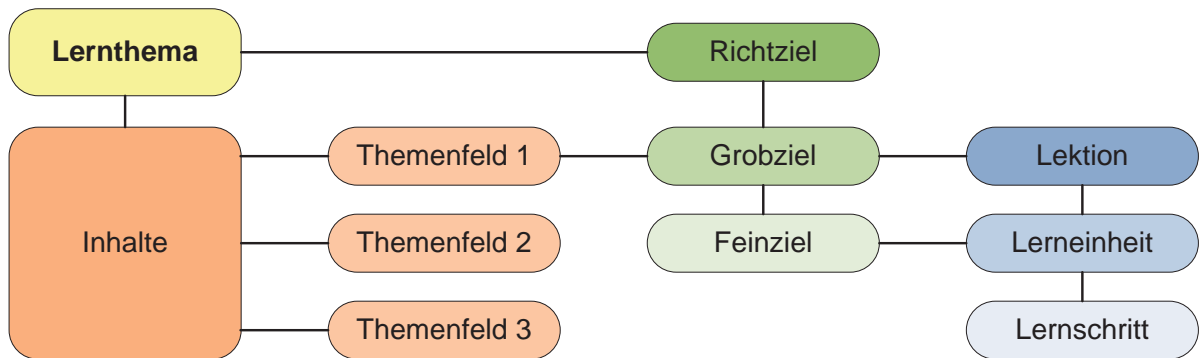 Lernthema
Richtziel
Themenfeld 1
Grobziel
Lektion
Inhalte
Themenfeld 2
Feinziel
Lerneinheit
Themenfeld 3
Lernschritt